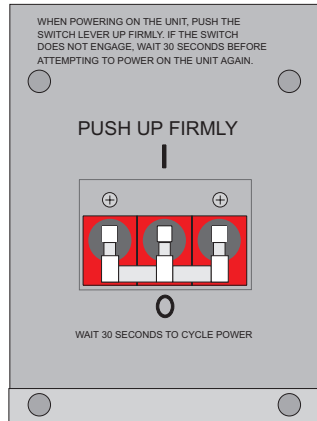 WHEN POWERING ON THE UNIT, PUSH THE
SWITCH LEVER UP FIRMLY. IF THE SWITCH
DOES NOT ENGAGE, WAIT 30 SECONDS BEFORE
ATTEMPTING TO POWER ON THE UNIT AGAIN.
PUSH UP FIRMLY
I
O
WAIT 30 SECONDS TO CYCLE POWER